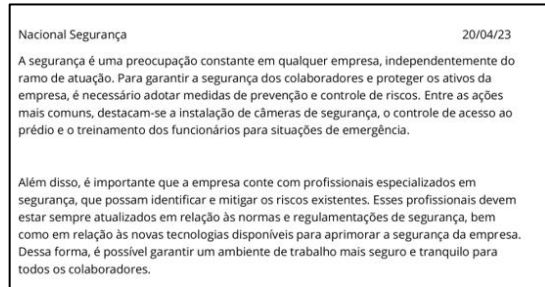 Nacional Segurança 20/04/23
A segurança é uma preocupação constante em qualquer empresa, independentemente do
ramo de atuação. Para garantir a segurança dos colaboradores e proteger os ativos da
empresa, é necessário adotar medidas de prevenção e controle de riscos. Entre as ações
mais comuns, destacam-se a instalação de câmeras de segurança, o controle de acesso ao
prédio e o treinamento dos funcionários para situações de emergência.
Além disso, é importante que a empresa conte com profissionais especializados em
segurança, que possam identificar e mitigar os riscos existentes. Esses profissionais devem
estar sempre atualizados em relação às normas e regulamentações de segurança, bem
como em relação às novas tecnologias disponíveis para aprimorar a segurança da empresa.
Dessa forma, é possível garantir um ambiente de trabalho mais seguro e tranquilo para
todos os colaboradores.